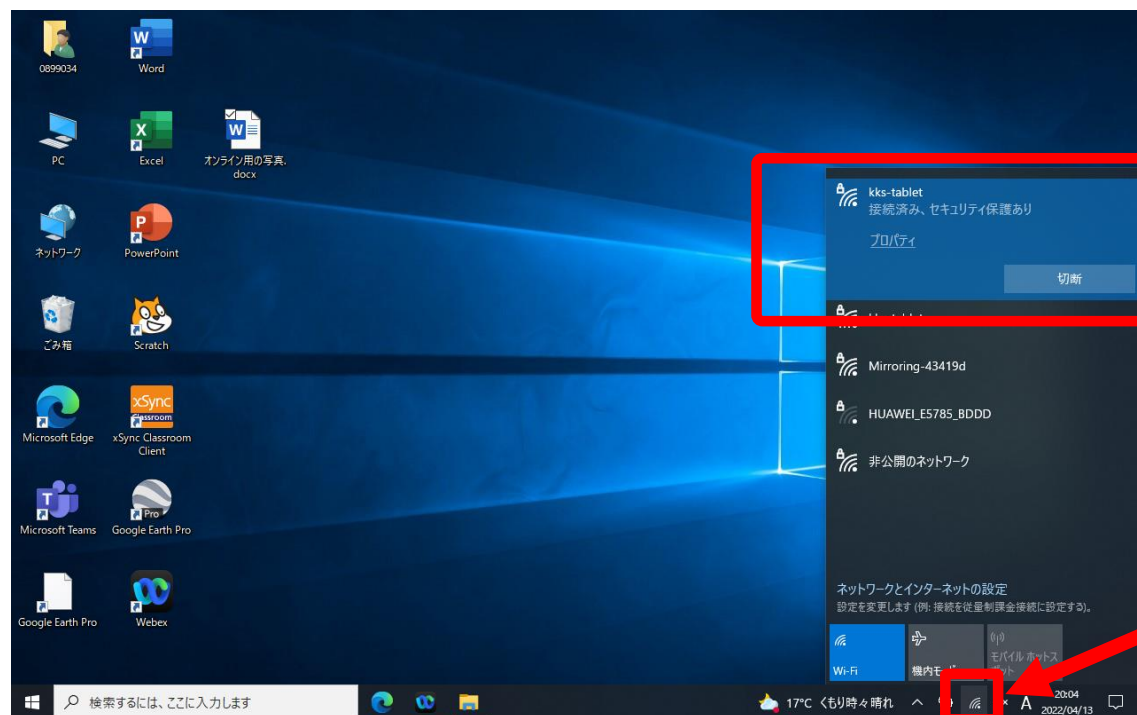 0899034
Word
PC
Excel
オンライン用の写真.
docx
ネットワーク
PowerPoint
ごみ箱
Scratch
xSync
Classroom
Microsoft Edge
xSync Classroom
Client
Pro
Microsoft Teams
Google Earth Pro
Google Earth Pro
Webex
kks-tablet
接続済み、セキュリティ保護あり
プロパティ
切断
Mirroring-43419d
HUAWEI_E5785_BDDD
非公開のネットワーク
ネットワークとインターネットの設定
設定を変更します (例: 接続を従量制課金接続に設定する)。
Wi-Fi
機内モード
モバイル ホットス
ポット
検索するには、ここに入力します
17°C くもり時々晴れ
A
20:04
2022/04/13